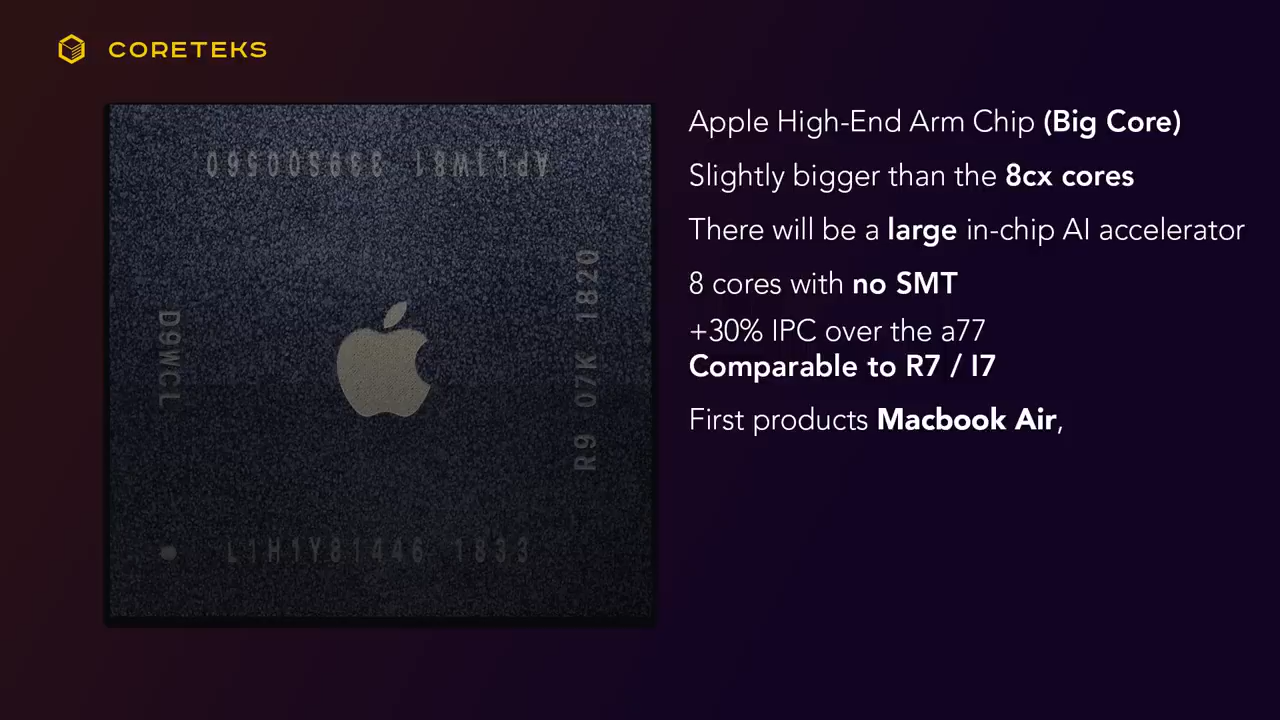 CORETEKS
APL1W81 339S00560
D9WCL
R9 07K 1820
L1H1Y81446 1833
Apple High-End Arm Chip (Big Core)
Slightly bigger than the 8cx cores
There will be a large in-chip AI accelerator
8 cores with no SMT
+30% IPC over the a77
Comparable to R7 / I7
First products Macbook Air,